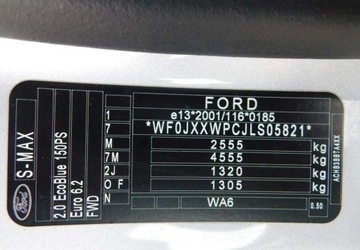 FORD
1 e13*2001/116*0185
7 *WF0JXXWPCJLS05821*
M 2555 kg
7M 4555 kg
2J 1320 kg
O F 1305 kg
N WA6 0.50
S-MAX
2.0 EcoBlue 150PS
Euro 6.2
FWD
Ford